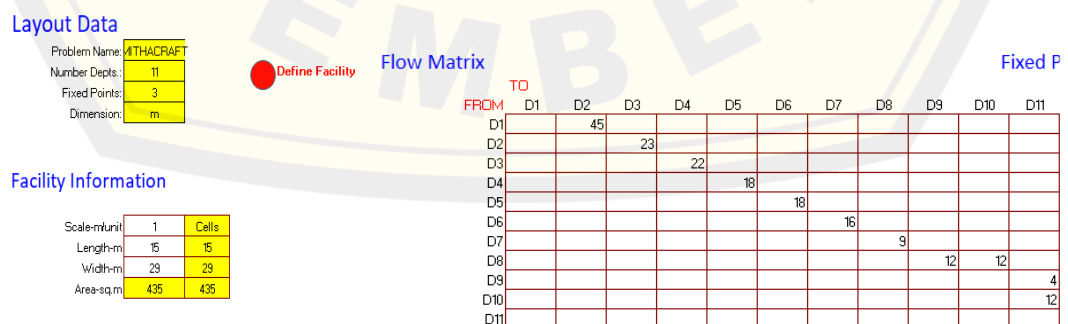 Layout Data
Problem Name: MITHACRAFT
Number Depts.: 11
Fixed Points: 3
Dimension: m
Define Facility
Flow Matrix
Fixed P
TO
FROM D1 D2 D3 D4 D5 D6 D7 D8 D9 D10 D11
D1 45
D2 23
D3 22
D4 18
D5 18
D6 16
D7 9
D8 12 12
D9 4
D10 12
D11
Facility Information
Scale-m/unit 1 Cells
Length-m 15 15
Width-m 29 29
Area-sq.m 435 435
EMBE